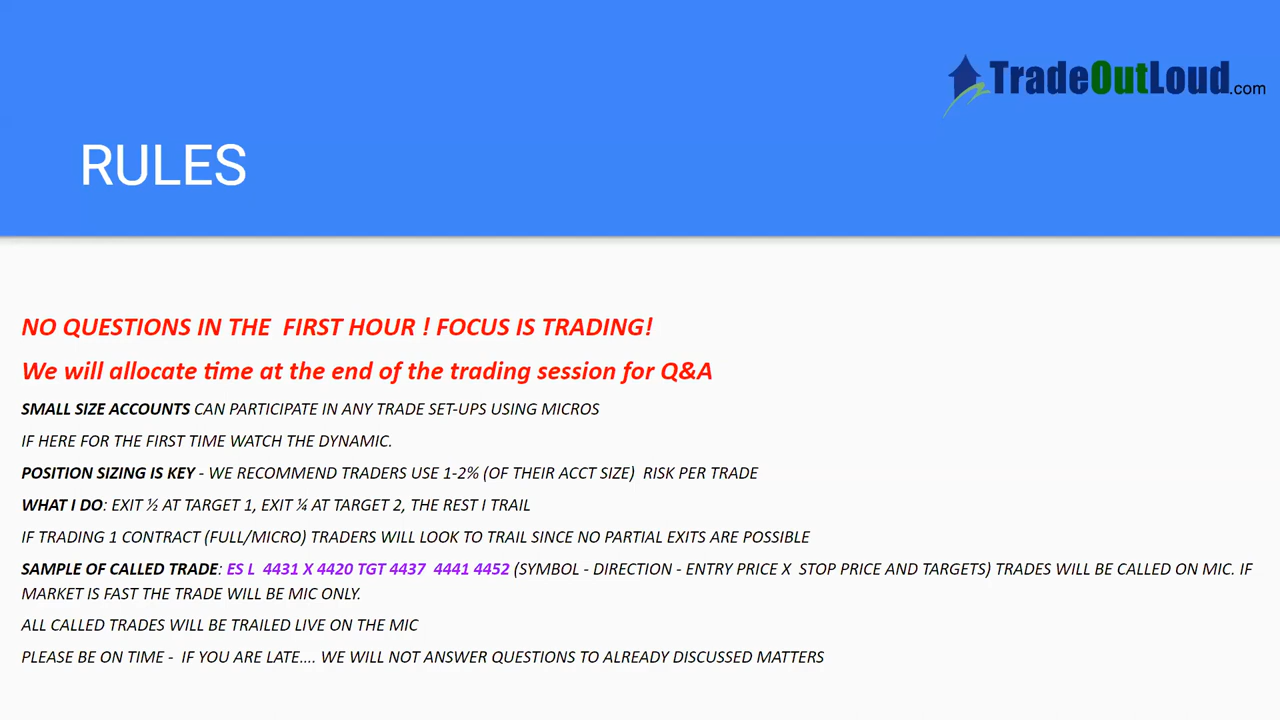 TradeOutLoud.com
RULES
NO QUESTIONS IN THE FIRST HOUR ! FOCUS IS TRADING!
We will allocate time at the end of the trading session for Q&A
SMALL SIZE ACCOUNTS CAN PARTICIPATE IN ANY TRADE SET-UPS USING MICROS
IF HERE FOR THE FIRST TIME WATCH THE DYNAMIC.
POSITION SIZING IS KEY - WE RECOMMEND TRADERS USE 1-2% (OF THEIR ACCT SIZE) RISK PER TRADE
WHAT I DO: EXIT ½ AT TARGET 1, EXIT ¼ AT TARGET 2, THE REST I TRAIL
IF TRADING 1 CONTRACT (FULL/MICRO) TRADERS WILL LOOK TO TRAIL SINCE NO PARTIAL EXITS ARE POSSIBLE
SAMPLE OF CALLED TRADE: ES L 4431 X 4420 TGT 4437 4441 4452 (SYMBOL - DIRECTION - ENTRY PRICE X STOP PRICE AND TARGETS) TRADES WILL BE CALLED ON MIC. IF
MARKET IS FAST THE TRADE WILL BE MIC ONLY.
ALL CALLED TRADES WILL BE TRAILED LIVE ON THE MIC
PLEASE BE ON TIME - IF YOU ARE LATE.... WE WILL NOT ANSWER QUESTIONS TO ALREADY DISCUSSED MATTERS